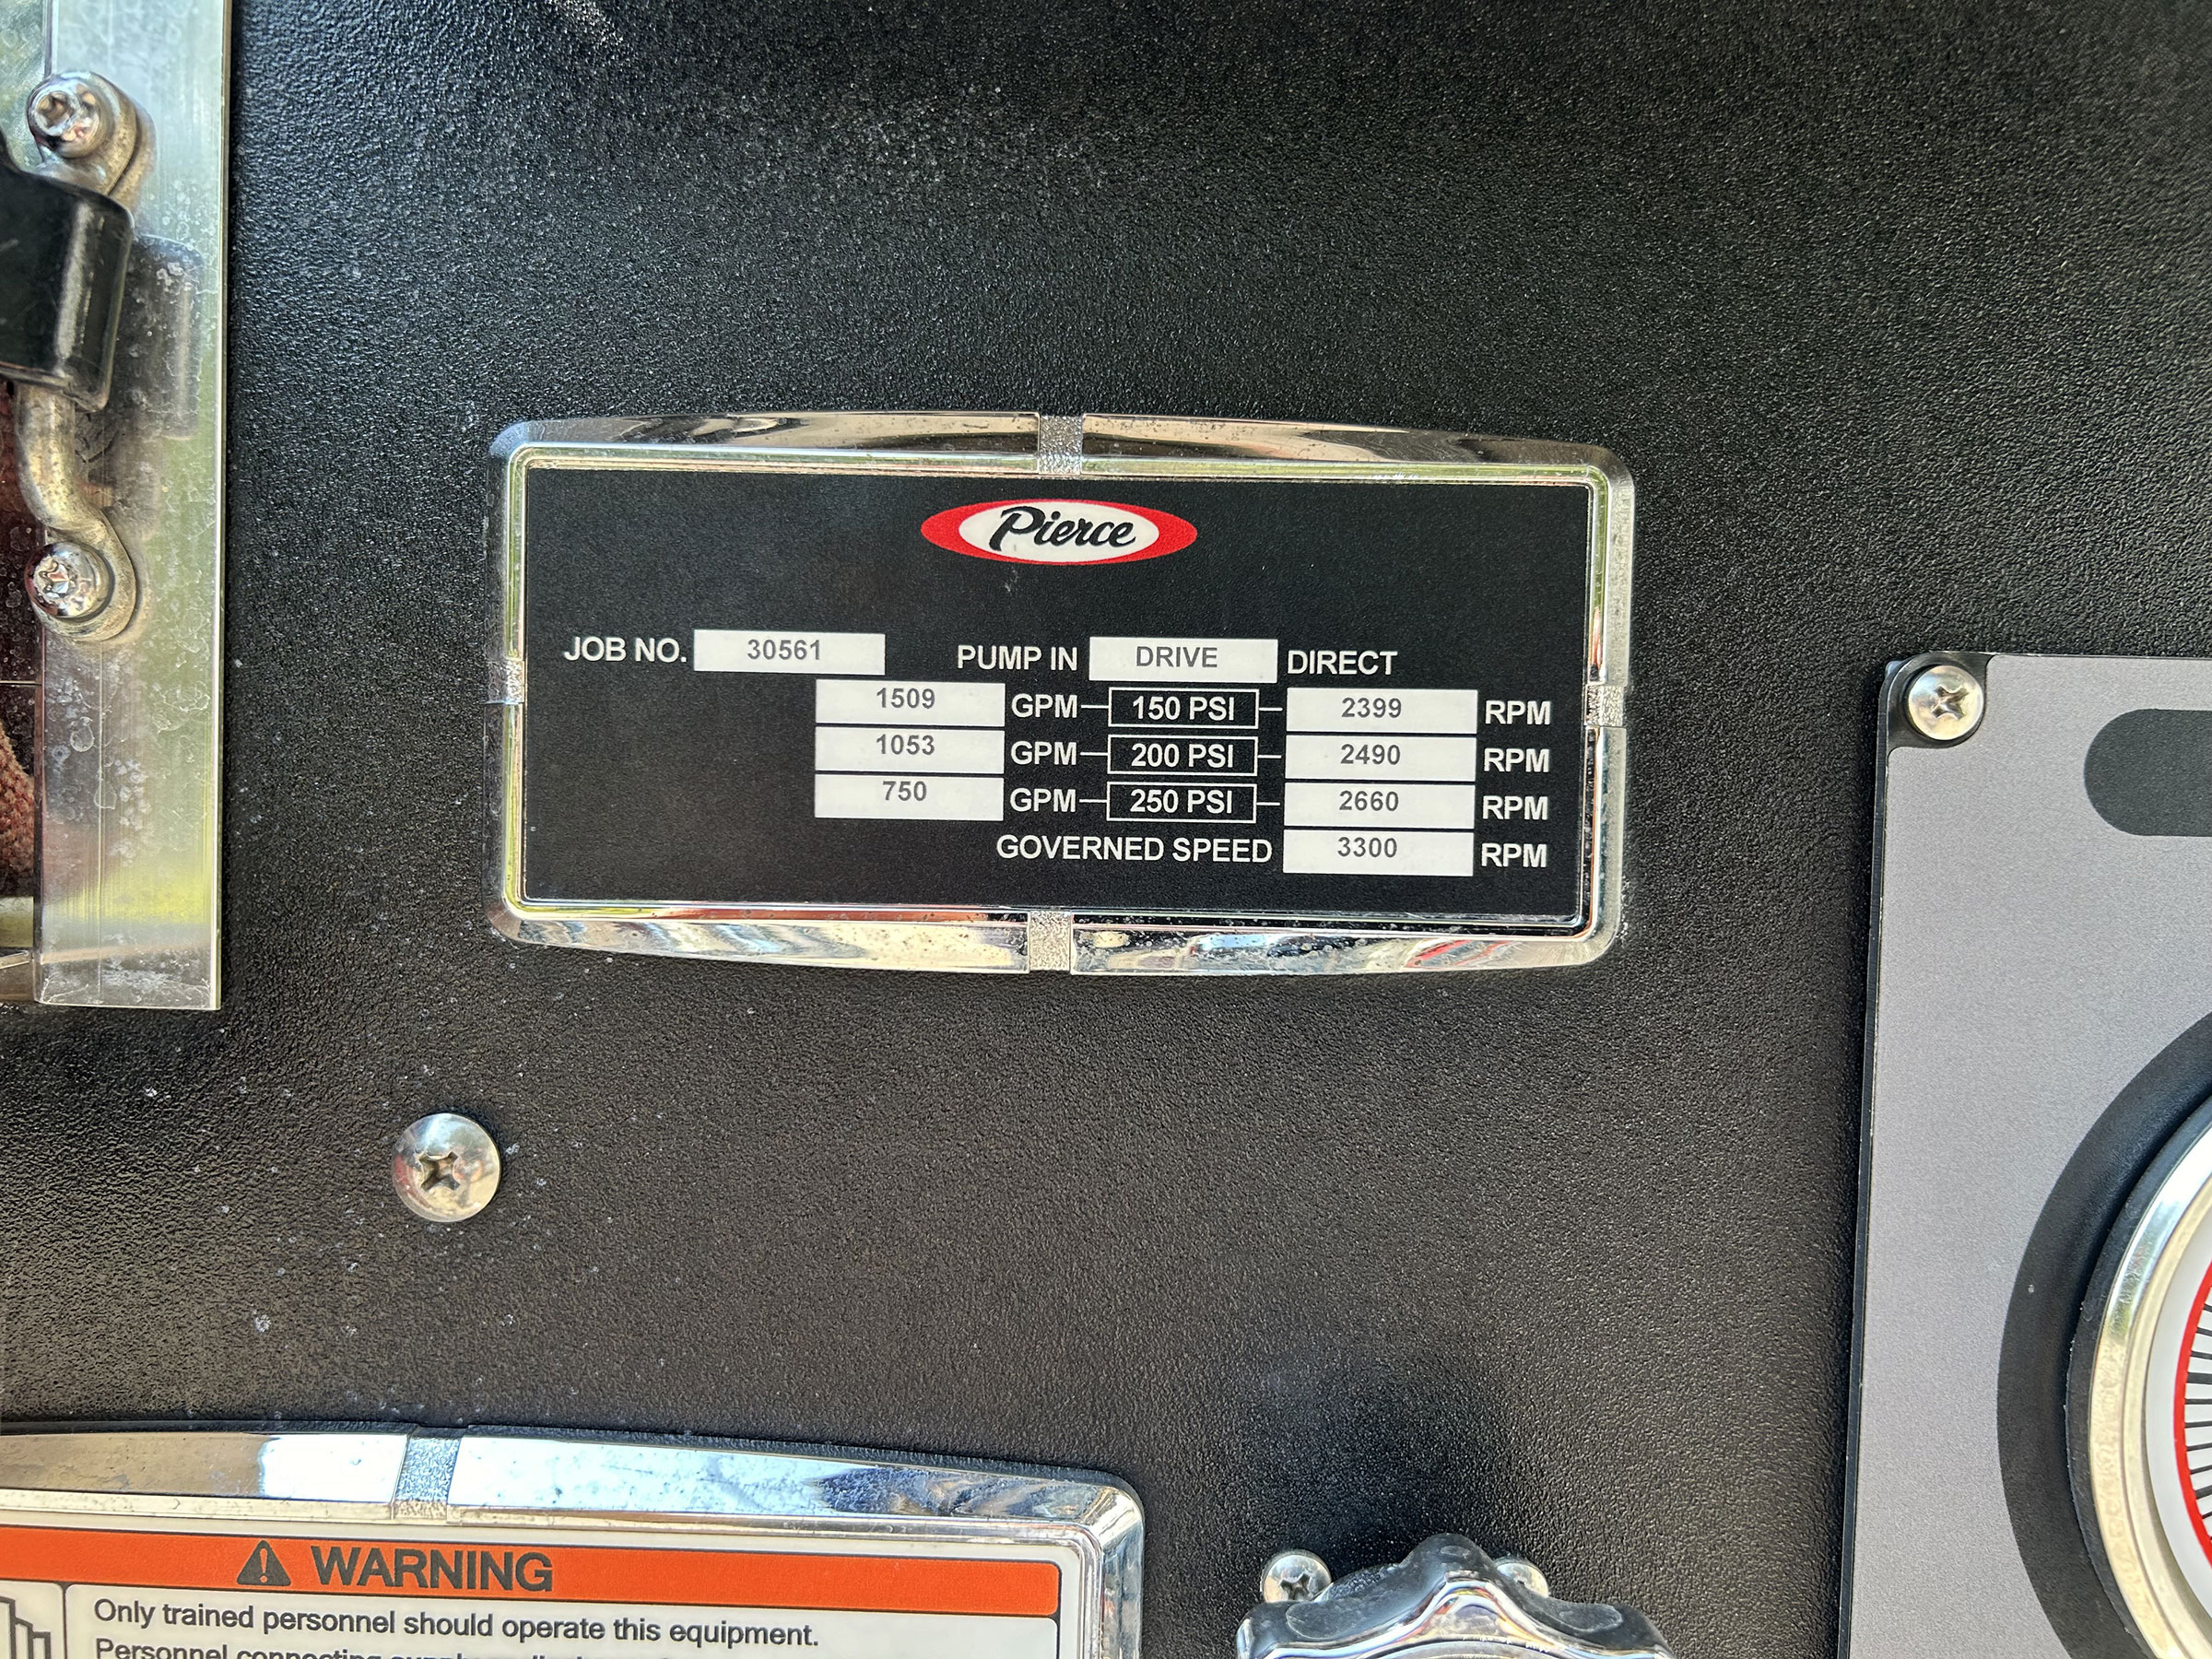 Pierce
JOB NO. 30561 PUMP IN DRIVE DIRECT
1509 GPM 150 PSI 2399 RPM
1053 GPM 200 PSI 2490 RPM
750 GPM 250 PSI 2660 RPM
GOVERNED SPEED 3300 RPM
WARNING
Only trained personnel should operate this equipment.
Personnel connecting